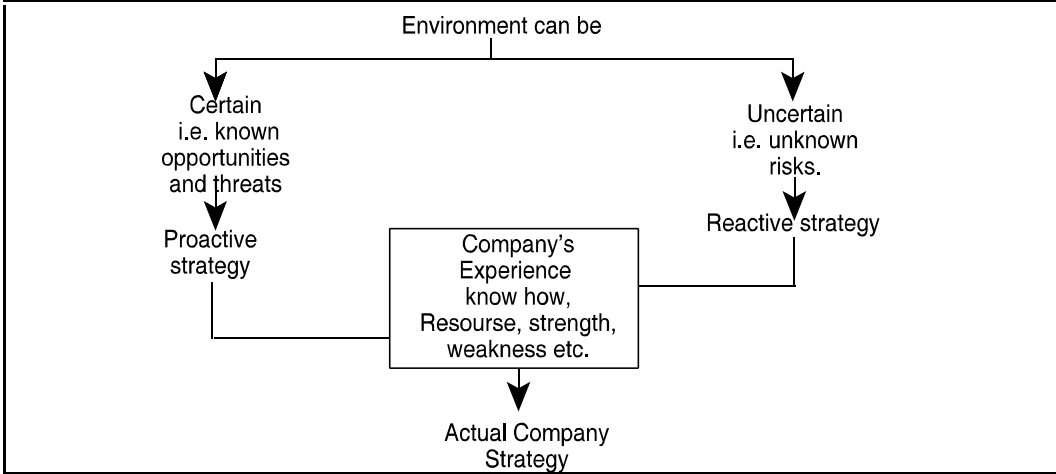 Environment can be
Certain
i.e. known
opportunities
and threats
Uncertain
i.e. unknown
risks.
Proactive
strategy
Reactive strategy
Company's
Experience
know how,
Resourse, strength,
weakness etc.
Actual Company
Strategy